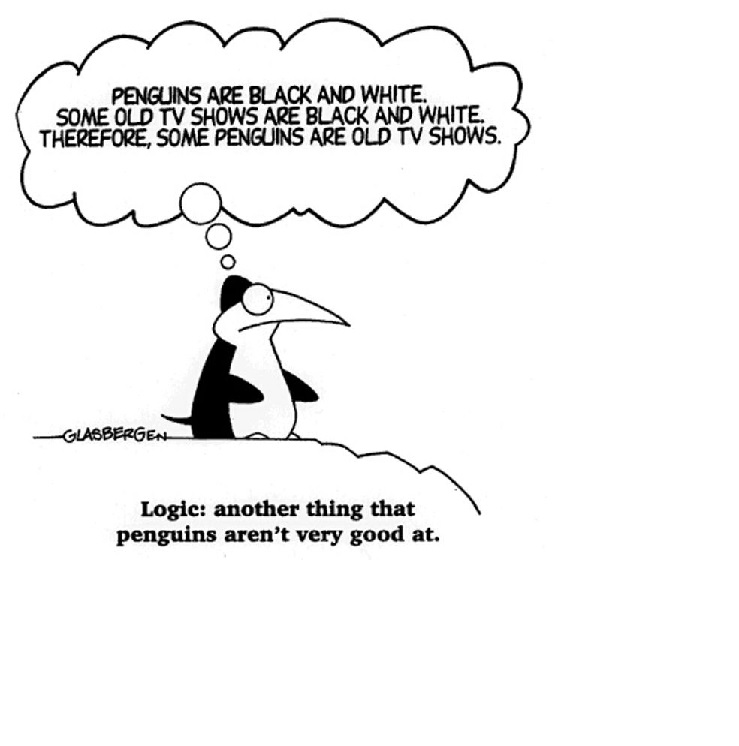 PENGUINS ARE BLACK AND WHITE.
SOME OLD TV SHOWS ARE BLACK AND WHITE.
THEREFORE, SOME PENGUINS ARE OLD TV SHOWS.
GLASBERGEN
Logic: another thing that
penguins aren't very good at.